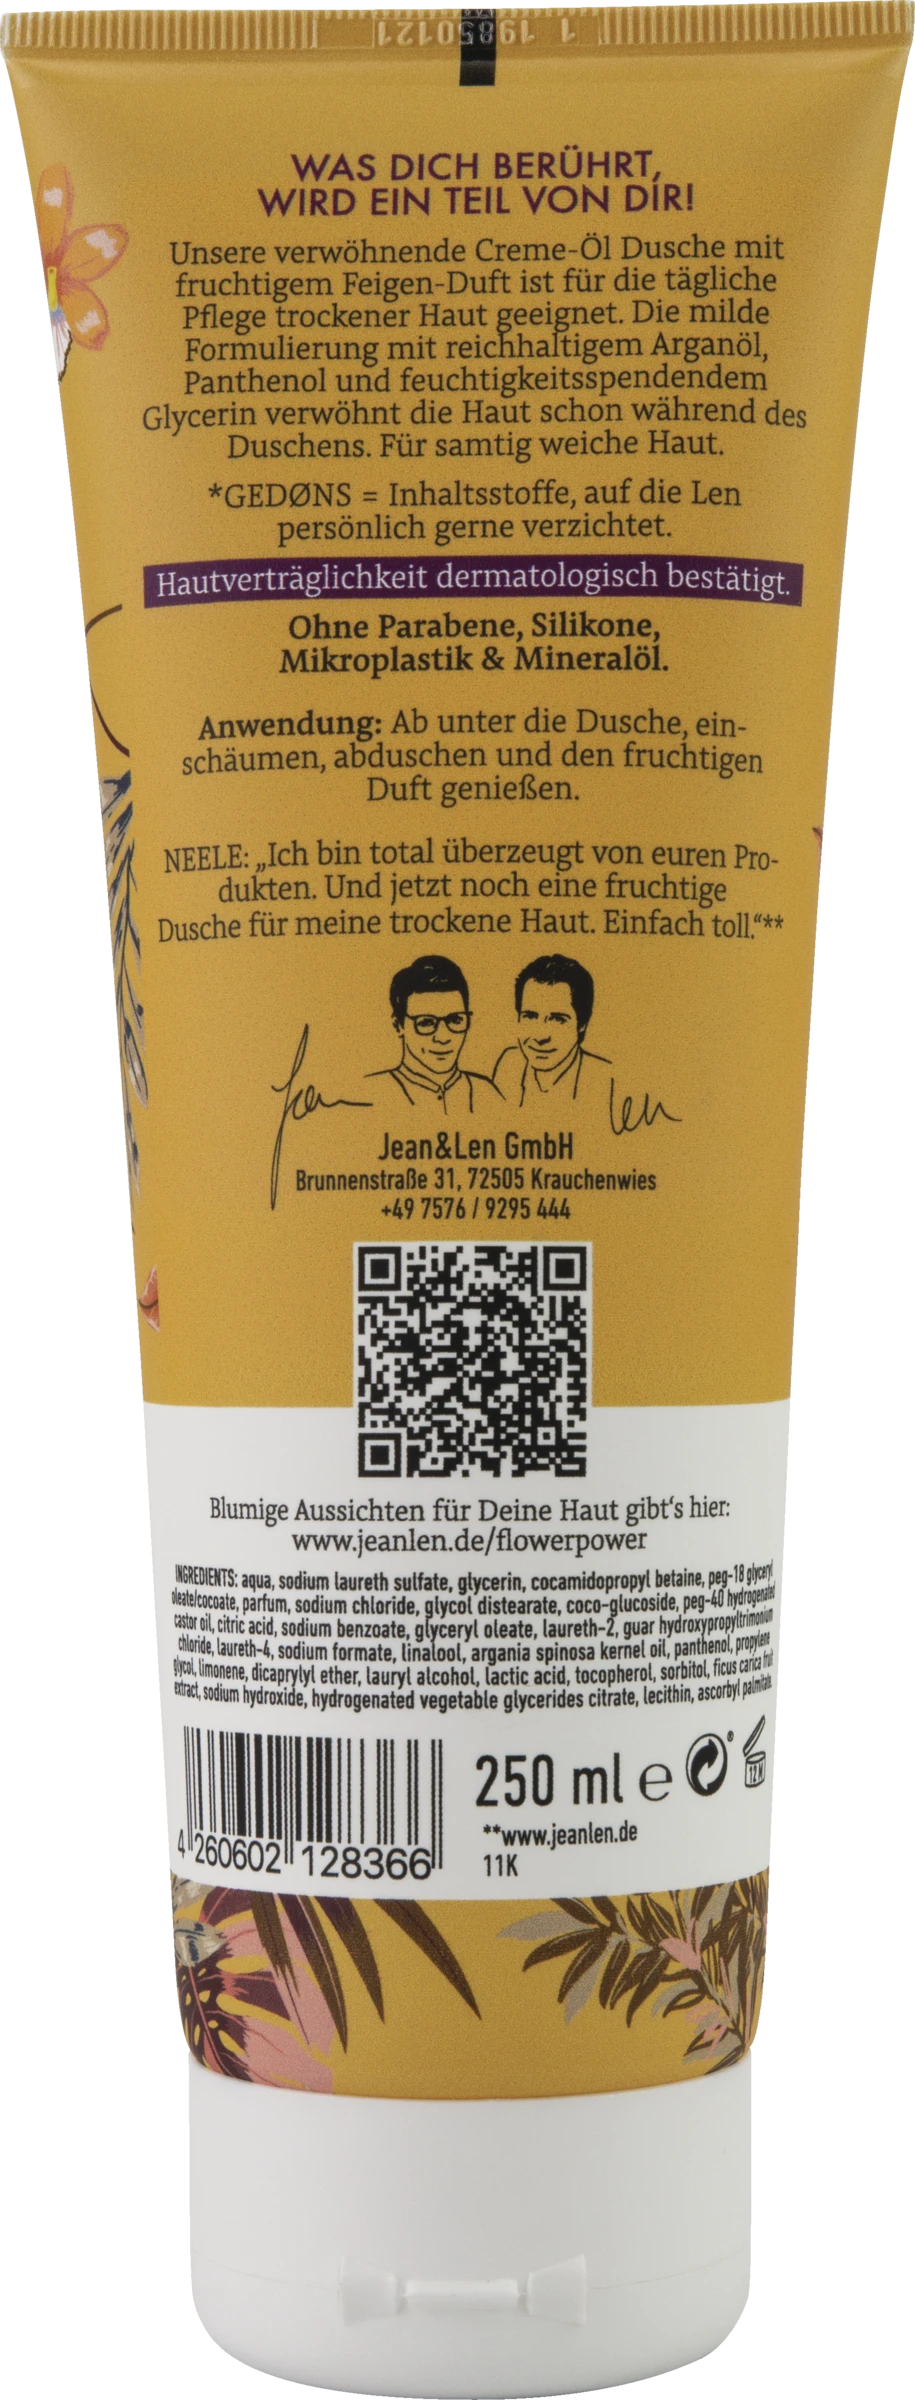 19850121 1
WAS DICH BERÜHRT,
WIRD EIN TEIL VON DIR!
Unsere verwöhnende Creme-Öl Dusche mit
fruchtigem Feigen-Duft ist für die tägliche
Pflege trockener Haut geeignet. Die milde
Formulierung mit reichhaltigem Arganöl,
Panthenol und feuchtigkeitsspendendem
Glycerin verwöhnt die Haut schon während des
Duschens. Für samtig weiche Haut.
*GEDØNS = Inhaltsstoffe, auf die Len
persönlich gerne verzichtet.
Hautverträglichkeit dermatologisch bestätigt.
Ohne Parabene, Silikone,
Mikroplastik & Mineralöl.
Anwendung: Ab unter die Dusche, ein-
schäumen, abduschen und den fruchtigen
Duft genießen.
NEELE: „Ich bin total überzeugt von euren Pro-
dukten. Und jetzt noch eine fruchtige
Dusche für meine trockene Haut. Einfach toll.“**
Jean Len
Jean&Len GmbH
Brunnenstraße 31, 72505 Krauchenwies
+49 7576 / 9295 444
Blumige Aussichten für Deine Haut gibt‘s hier:
www.jeanlen.de/flowerpower
INGREDIENTS: aqua, sodium laureth sulfate, glycerin, cocamidopropyl betaine, peg-18 glyceryl
oleate/cocoate, parfum, sodium chloride, glycol distearate, coco-glucoside, peg-40 hydrogenated
castor oil, citric acid, sodium benzoate, glyceryl oleate, laureth-2, guar hydroxypropyltrimonium
chloride, laureth-4, sodium formate, linalool, argania spinosa kernel oil, panthenol, propylene
glycol, limonene, dicaprylyl ether, lauryl alcohol, lactic acid, tocopherol, sorbitol, ficus carica fruit
extract, sodium hydroxide, hydrogenated vegetable glycerides citrate, lecithin, ascorbyl palmitate.
250 ml e ® 12 M
**www.jeanlen.de
11K
4 260602 128366